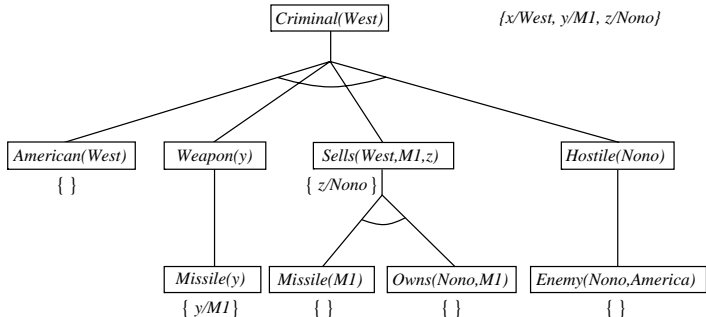 Criminal(West)
{x/West, y/M1, z/Nono}
American(West)
Weapon(y)
Sells(West,M1,z)
Hostile(Nono)
{ }
{ z/Nono }
Missile(y)
Missile(M1)
Owns(Nono,M1)
Enemy(Nono,America)
{ y/M1}
{ }
{ }
{ }